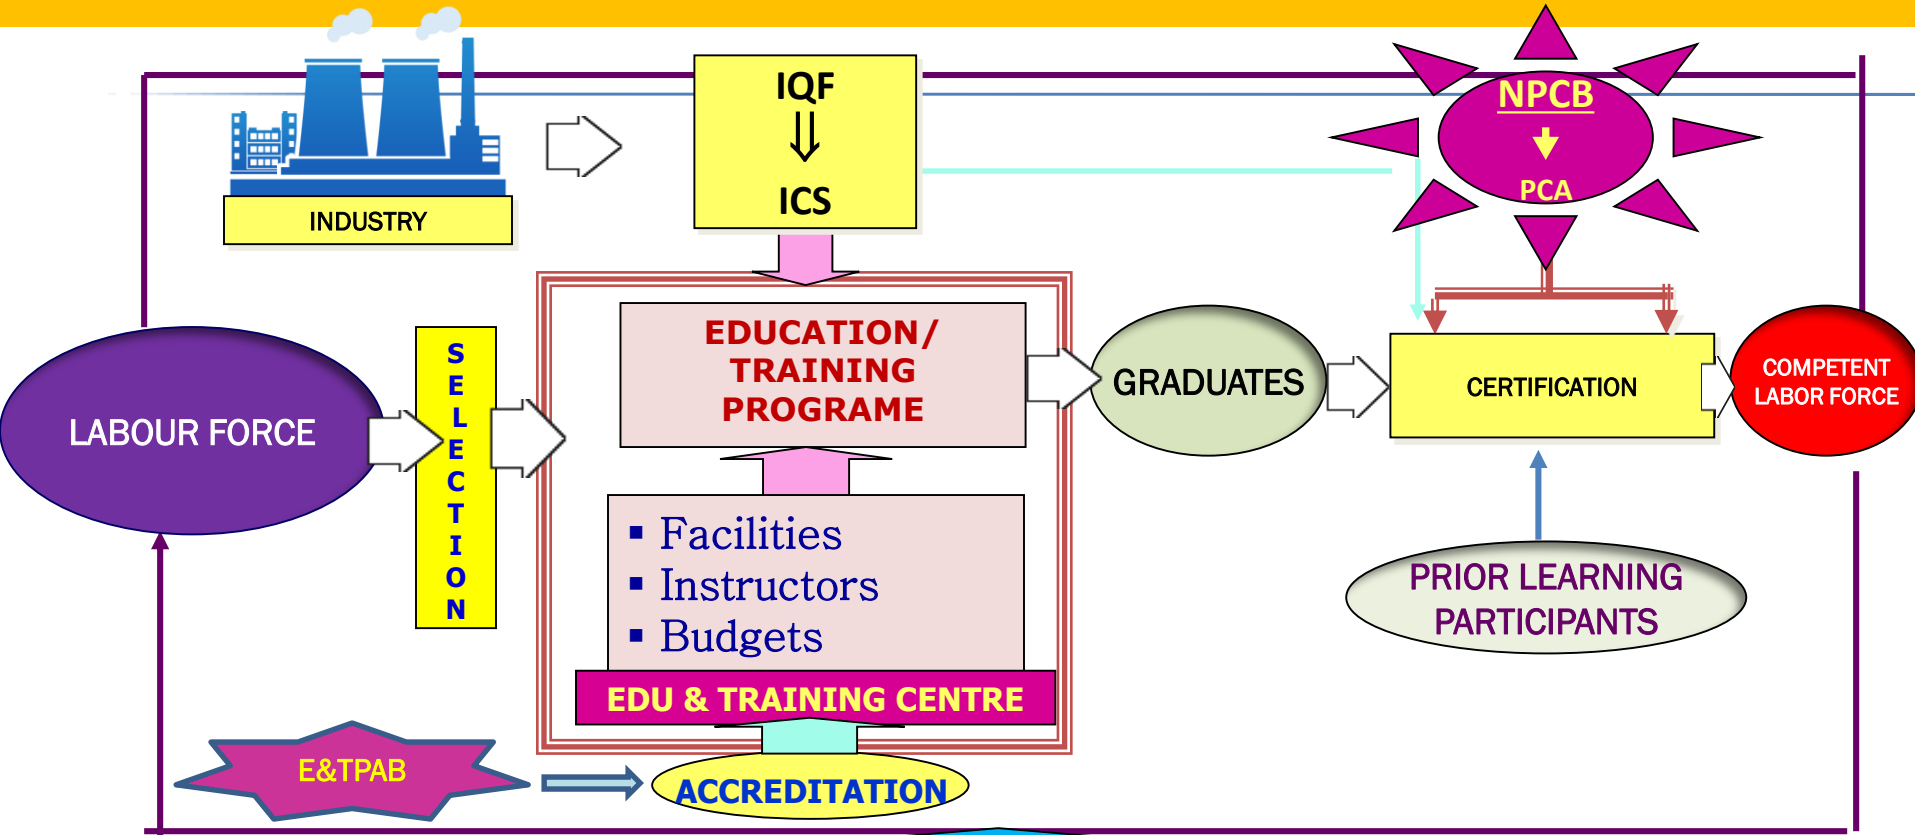 IQF
⇓
ICS
NPCB
PCA
INDUSTRY
LABOUR FORCE
SELECTION
EDUCATION/
TRAINING
PROGRAME
GRADUATES
CERTIFICATION
COMPETENT
LABOR FORCE
▪ Facilities
▪ Instructors
▪ Budgets
EDU & TRAINING CENTRE
PRIOR LEARNING
PARTICIPANTS
E&TPAB
ACCREDITATION